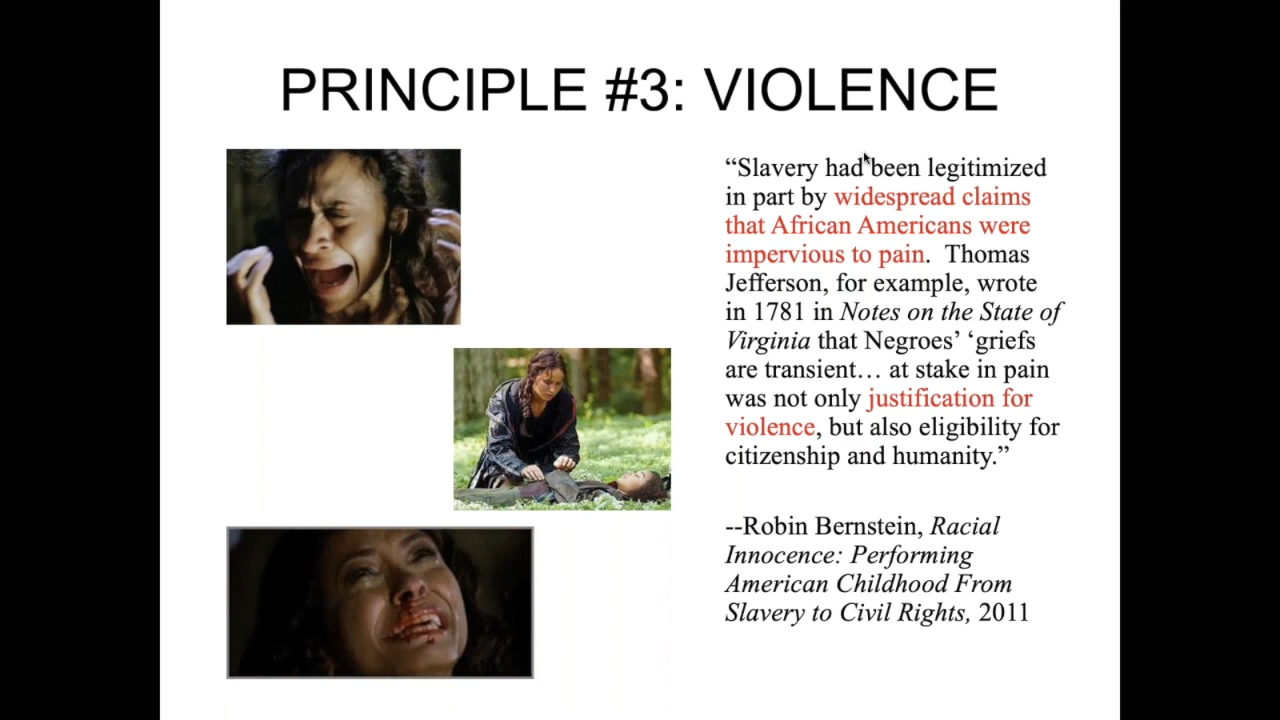 PRINCIPLE #3: VIOLENCE
“Slavery had been legitimized
in part by widespread claims
that African Americans were
impervious to pain.  Thomas
Jefferson, for example, wrote
in 1781 in Notes on the State of
Virginia that Negroes’ ‘griefs
are transient… at stake in pain
was not only justification for
violence, but also eligibility for
citizenship and humanity.”
--Robin Bernstein, Racial
Innocence: Performing
American Childhood From
Slavery to Civil Rights, 2011